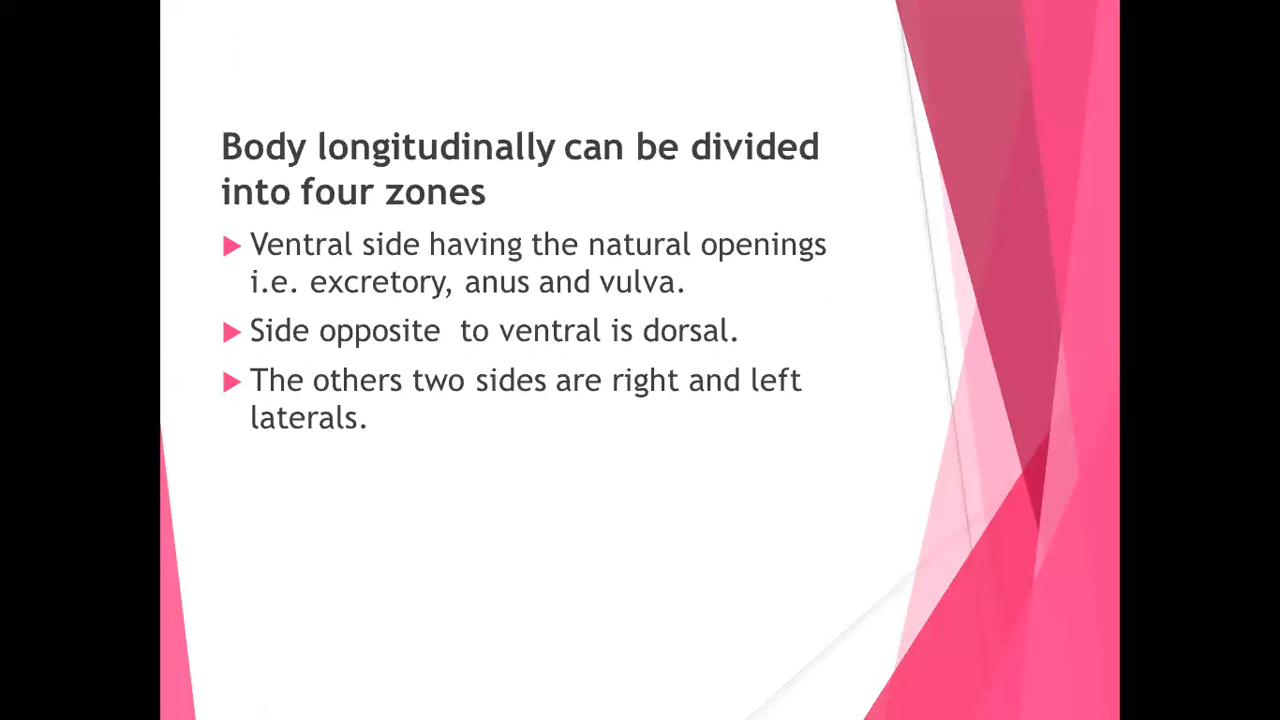 Body longitudinally can be divided
into four zones
Ventral side having the natural openings
i.e. excretory, anus and vulva.
Side opposite  to ventral is dorsal.
The others two sides are right and left
laterals.